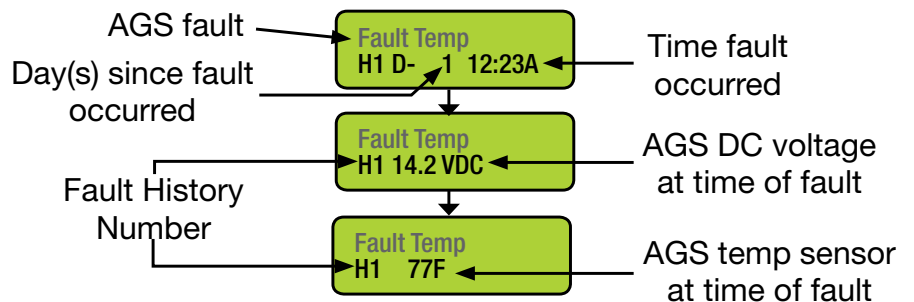 AGS fault
Fault Temp
H1 D-   1  12:23A
Time fault
occurred
Day(s) since fault
occurred
Fault Temp
H1 14.2 VDC
AGS DC voltage
at time of fault
Fault History
Number
Fault Temp
H1    77F
AGS temp sensor
at time of fault